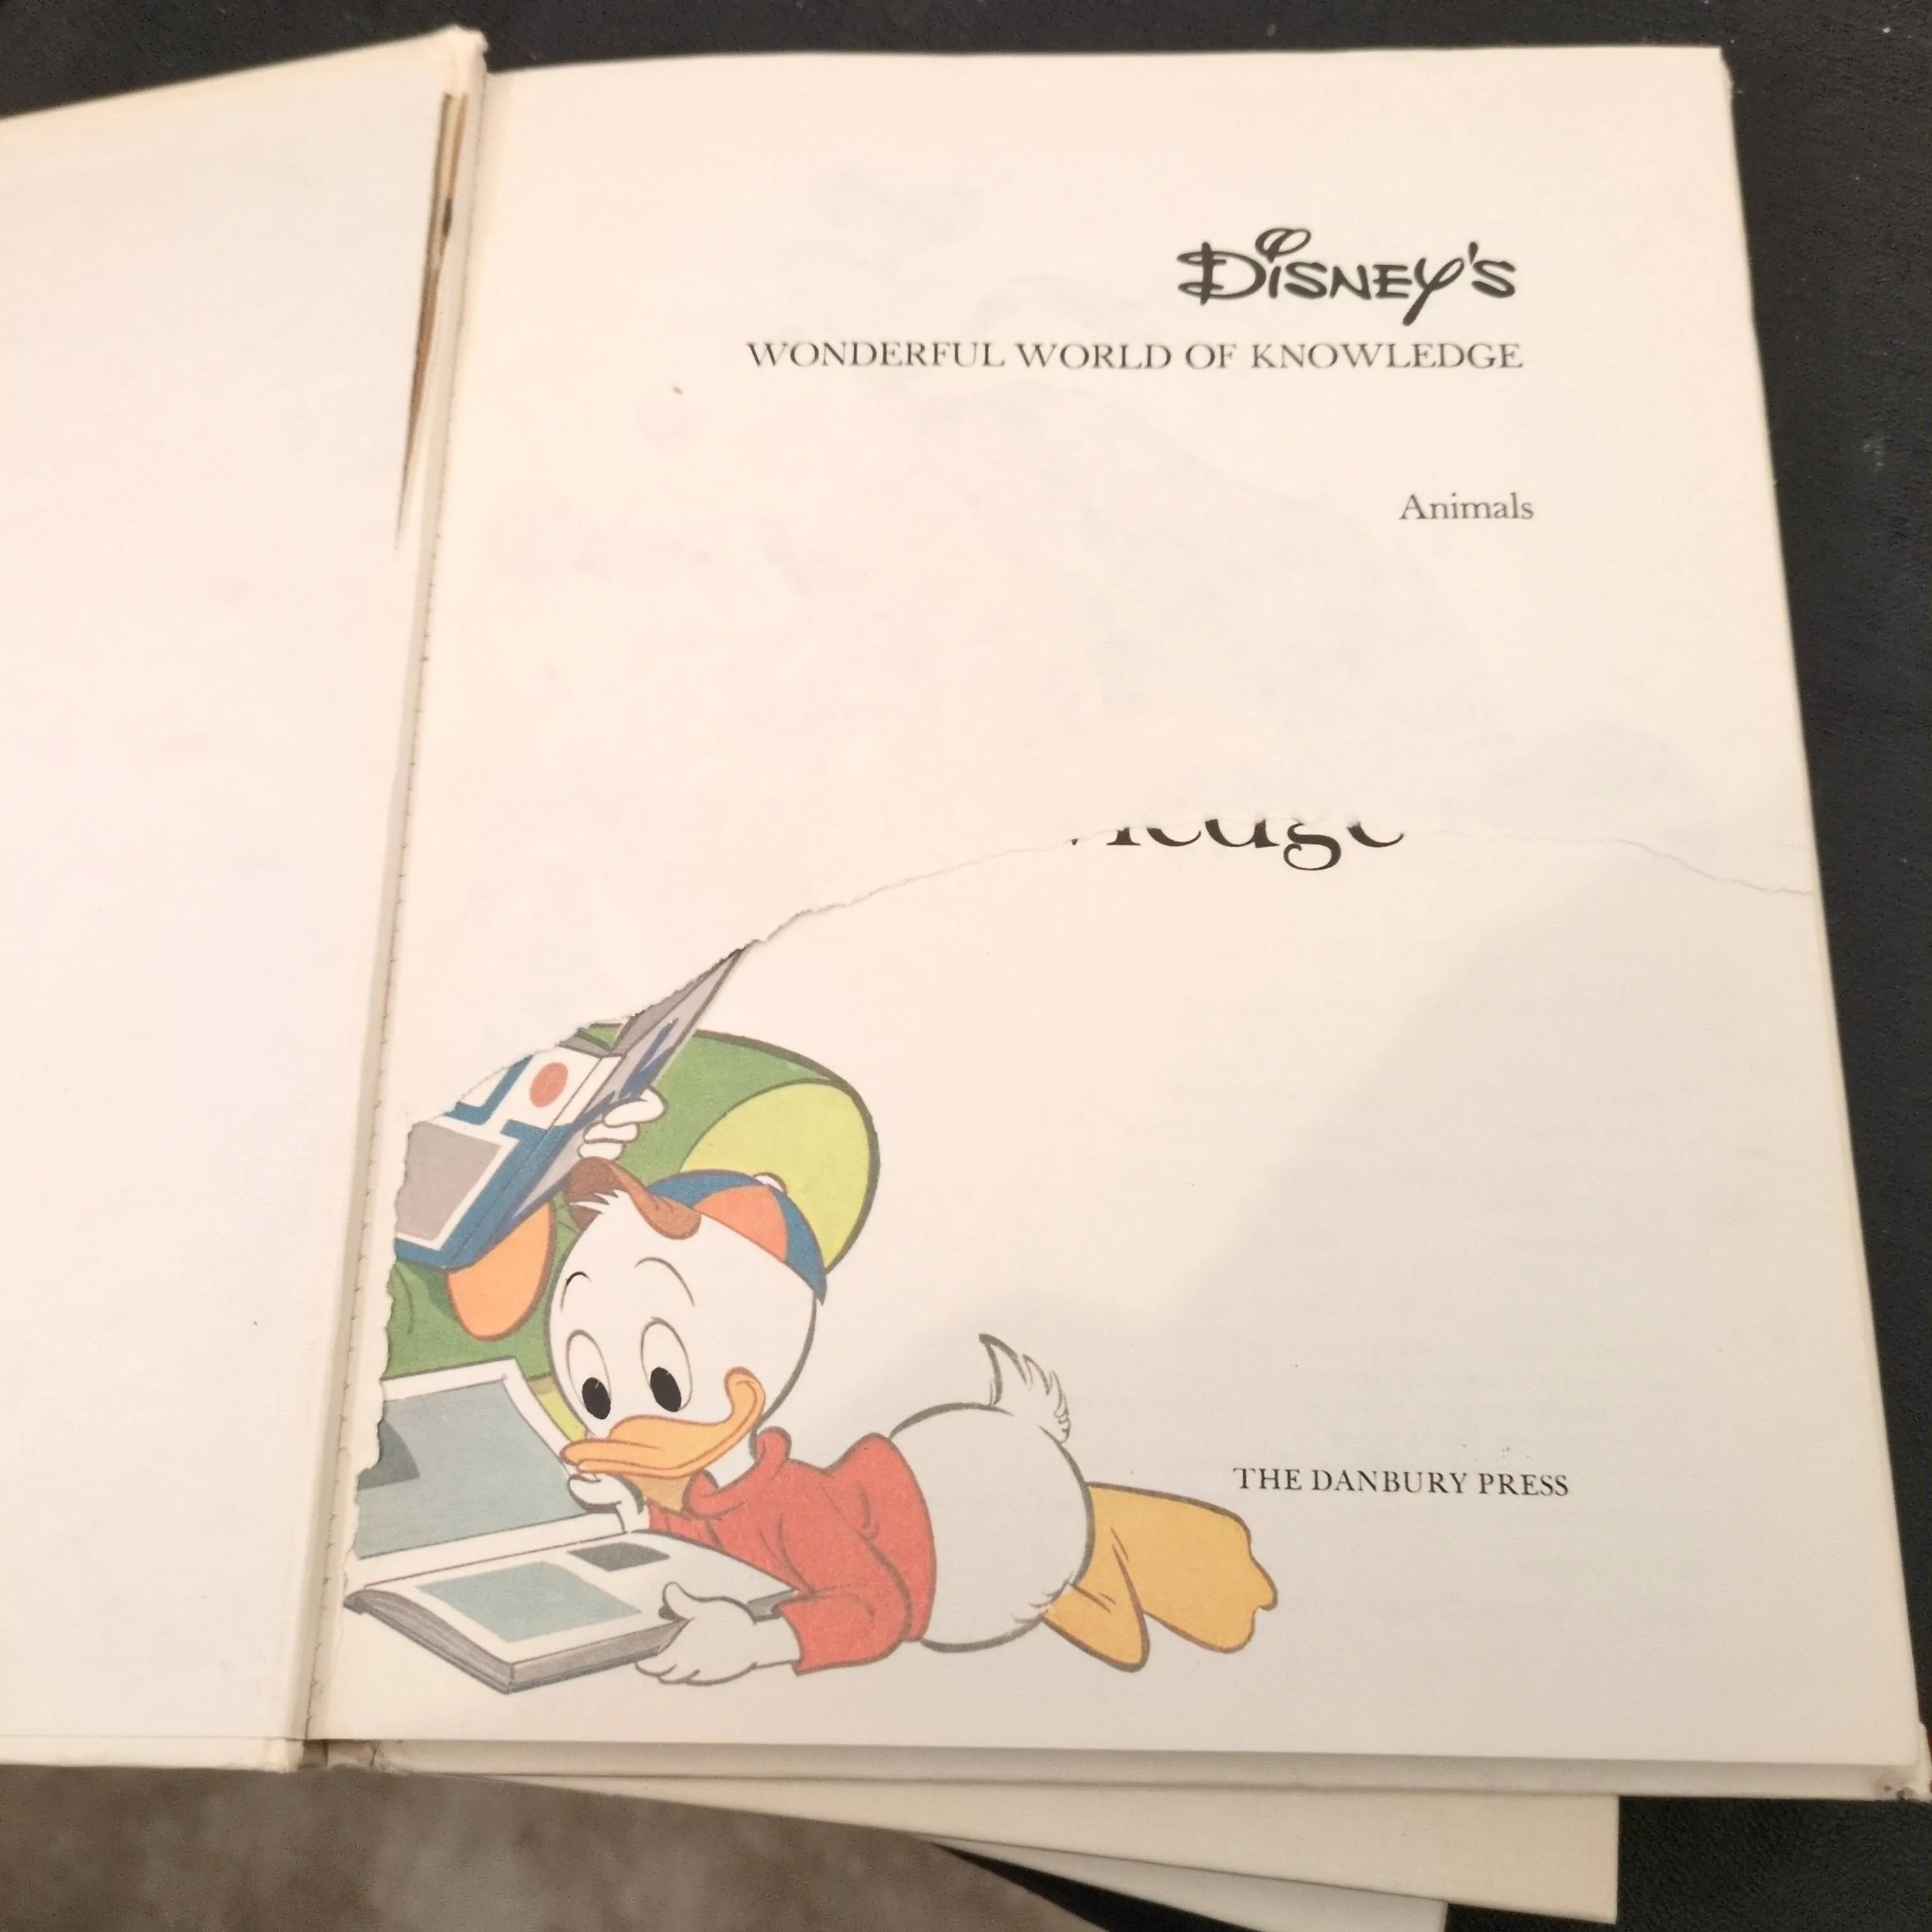 DISNEY'S
WONDERFUL WORLD OF KNOWLEDGE
Animals
THE DANBURY PRESS